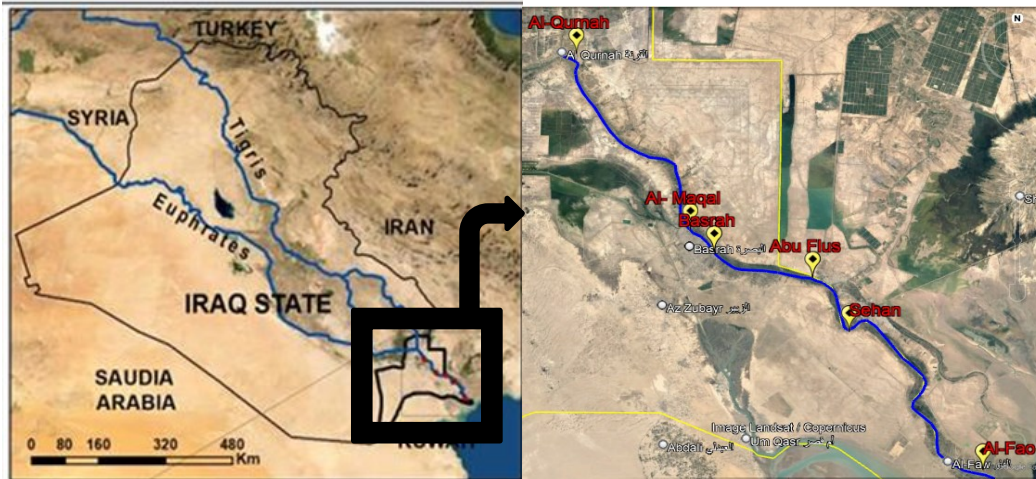 TURKEY
SYRIA
Tigris
Euphrates
IRAN
IRAQ STATE
SAUDIA
ARABIA
KUWAIT
0 80 160 320 480
Km
N
Al-Qurnah
Al Qurnah القرنة
Al- Maqal
Basrah
Basrah البصرة
Abu Flus
Az Zubayr الزبير
Sehan
Image Landsat / Copernicus
Um Qasr أم قصر
Abdali العبدلي
Al-Fao
Al Faw